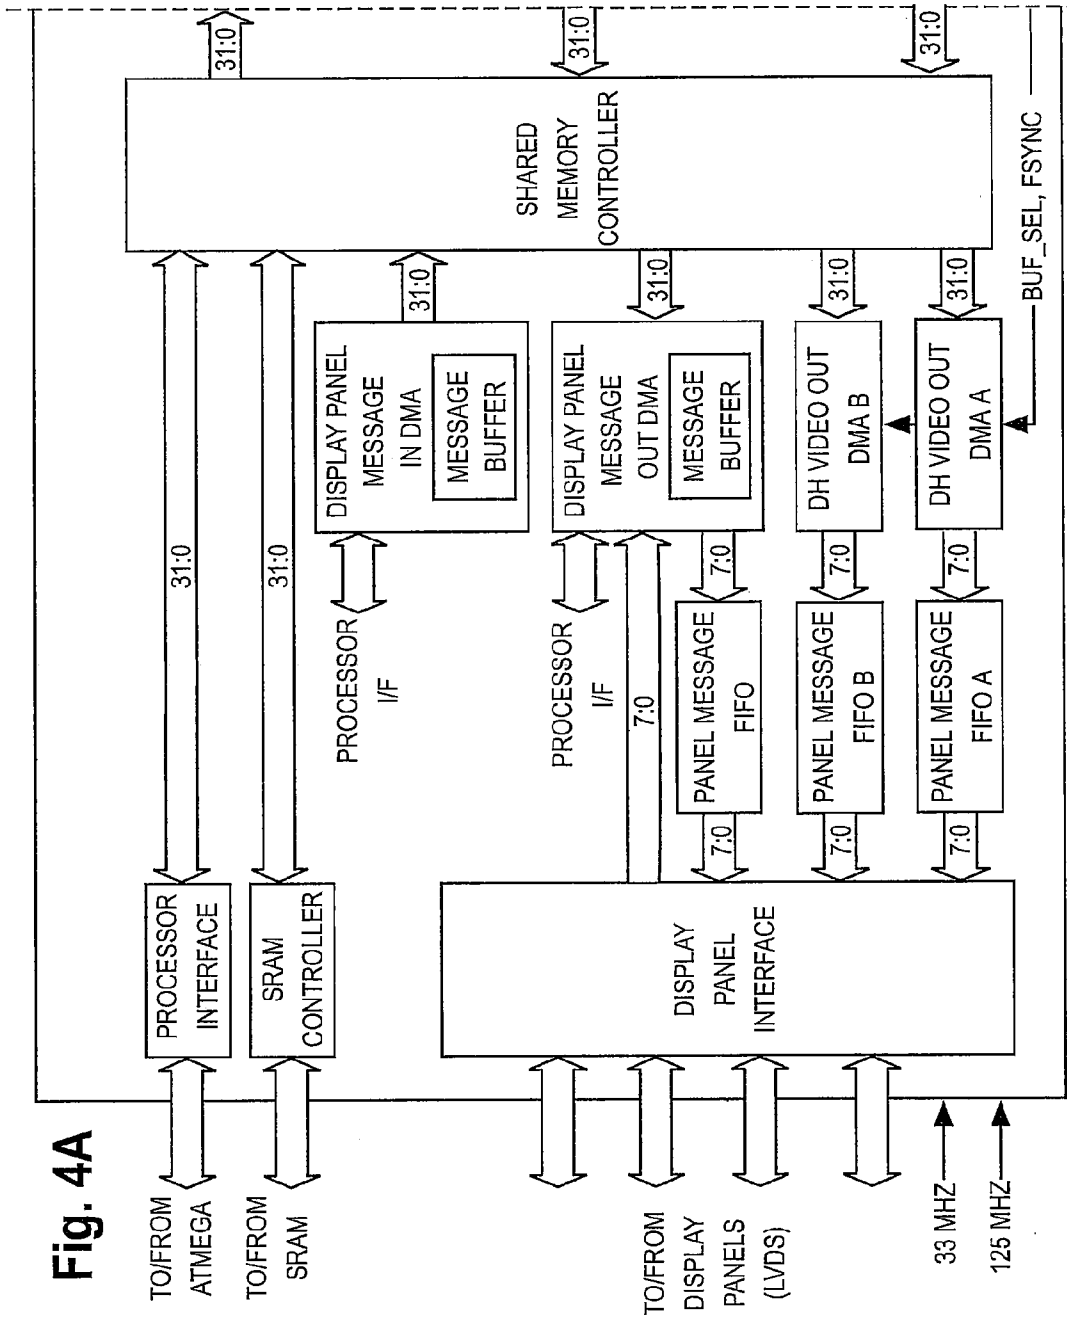 Fig. 4A
TO/FROM
ATMEGA
TO/FROM
SRAM
TO/FROM
DISPLAY
PANELS
(LVDS)
33 MHZ
125 MHZ
PROCESSOR
INTERFACE
SRAM
CONTROLLER
DISPLAY
PANEL
INTERFACE
31:0
31:0
PROCESSOR
I/F
PROCESSOR
I/F
7:0
7:0
7:0
7:0
PANEL MESSAGE
FIFO
PANEL MESSAGE
FIFO B
PANEL MESSAGE
FIFO A
7:0
7:0
7:0
DISPLAY PANEL
MESSAGE
IN DMA
MESSAGE
BUFFER
DISPLAY PANEL
MESSAGE
OUT DMA
MESSAGE
BUFFER
DH VIDEO OUT
DMA B
DH VIDEO OUT
DMA A
31:0
31:0
31:0
31:0
SHARED
MEMORY
CONTROLLER
BUF_SEL, FSYNC
31:0
31:0
31:0